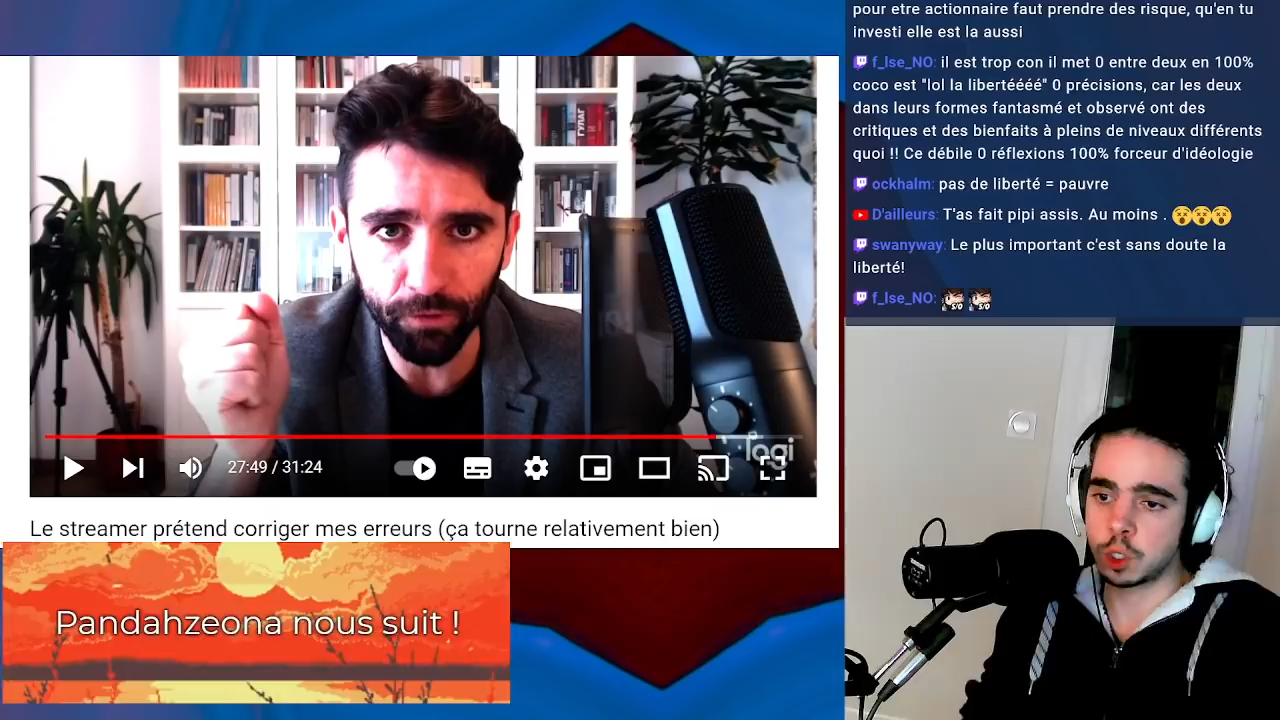 pour etre actionnaire faut prendre des risque, qu'en tu
investi elle est la aussi
f_lse_NO: il est trop con il met 0 entre deux en 100%
coco est "lol la libertéééé" 0 précisions, car les deux
dans leurs formes fantasmé et observé ont des
critiques et des bienfaits à pleins de niveaux différents
quoi !! Ce débile 0 réflexions 100% forceur d'idéologie
ockhalm: pas de liberté = pauvre
D'ailleurs: T'as fait pipi assis. Au moins .
swanyway: Le plus important c'est sans doute la
liberté!
f_lse_NO:
ГУЛАГ
logi
27:49 / 31:24
Le streamer prétend corriger mes erreurs (ça tourne relativement bien)
Pandahzeona nous suit !